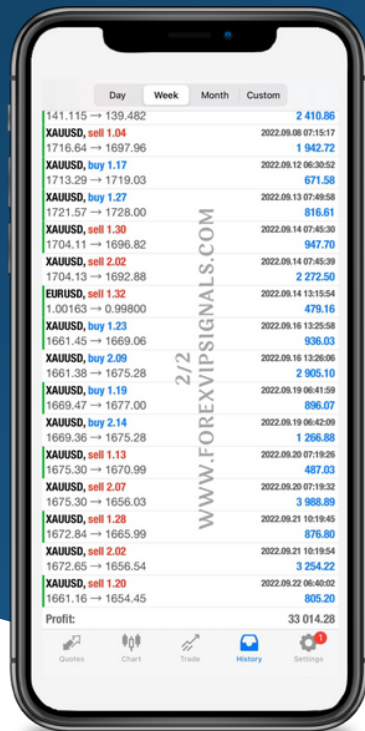 Day Week Month Custom
141.115 → 139.482 2 410.86
XAUUSD, sell 1.04 2022.09.08 07:15:17
1716.64 → 1697.96 1 942.72
XAUUSD, buy 1.17 2022.09.12 06:30:52
1713.29 → 1719.03 671.58
XAUUSD, buy 1.27 2022.09.13 07:49:58
1721.57 → 1728.00 816.61
XAUUSD, sell 1.30 2022.09.14 07:45:30
1704.11 → 1696.82 947.70
XAUUSD, sell 2.02 2022.09.14 07:45:39
1704.13 → 1692.88 2 272.50
EURUSD, sell 1.32 2022.09.14 13:15:54
1.00163 → 0.99800 479.16
XAUUSD, buy 1.23 2022.09.16 13:25:58
1661.45 → 1669.06 936.03
XAUUSD, buy 2.09 2022.09.16 13:26:06
1661.38 → 1675.28 2 905.10
XAUUSD, buy 1.19 2022.09.19 06:41:59
1669.47 → 1677.00 896.07
XAUUSD, buy 2.14 2022.09.19 06:42:09
1669.36 → 1675.28 1 266.88
XAUUSD, sell 1.13 2022.09.20 07:19:26
1675.30 → 1670.99 487.03
XAUUSD, sell 2.07 2022.09.20 07:19:32
1675.30 → 1656.03 3 988.89
XAUUSD, sell 1.28 2022.09.21 10:19:45
1672.84 → 1665.99 876.80
XAUUSD, sell 2.02 2022.09.21 10:19:54
1672.65 → 1656.54 3 254.22
XAUUSD, sell 1.20 2022.09.22 06:40:02
1661.16 → 1654.45 805.20
Profit: 33 014.28
Quotes Chart Trade History Settings
1
2/2
WWW.FOREXVIPSIGNALS.COM